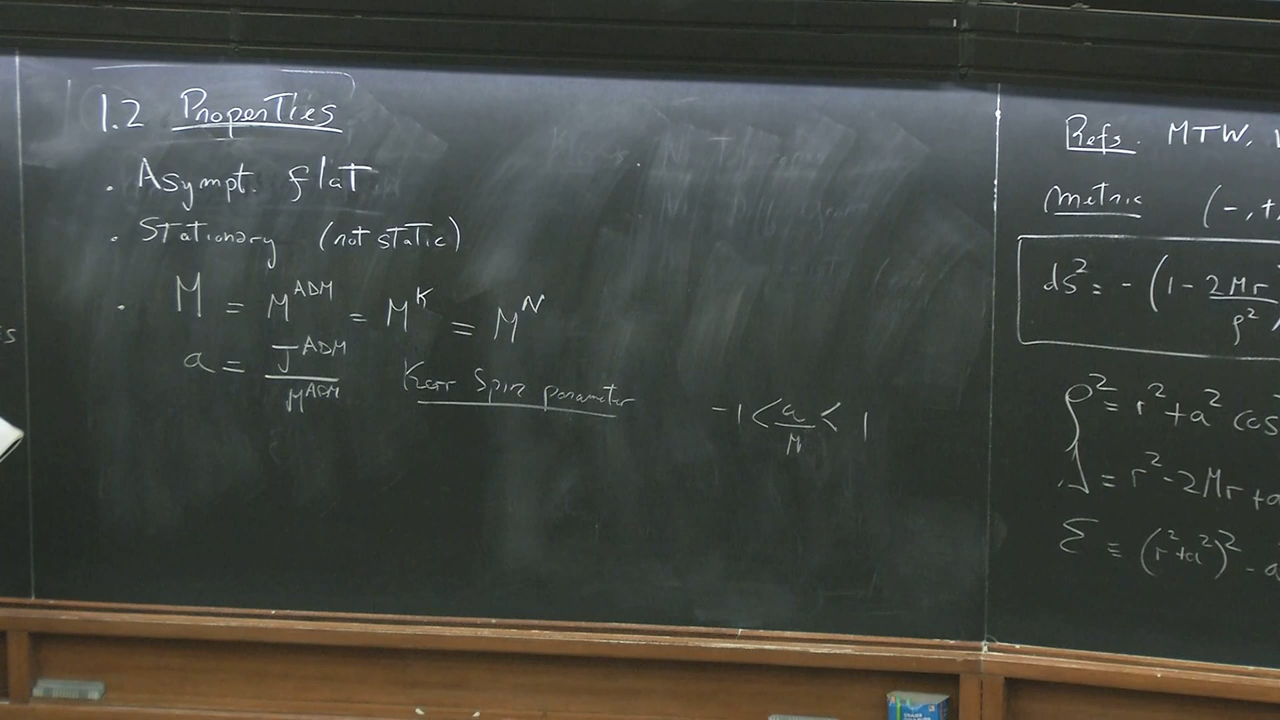 1.2 Properties
. Asympt. flat
. Stationary (not static)
. M = M^ADM = M^K = M^N
a = J^ADM / M^ADM Kerr Spin parameter -1 < a/M < 1
Refs. MTW,
metric (-, +,
ds² = - (1 - 2Mr/ρ²
ρ² = r² + a² cos
Δ = r² - 2Mr + a
Σ = (r² + a²)² - a